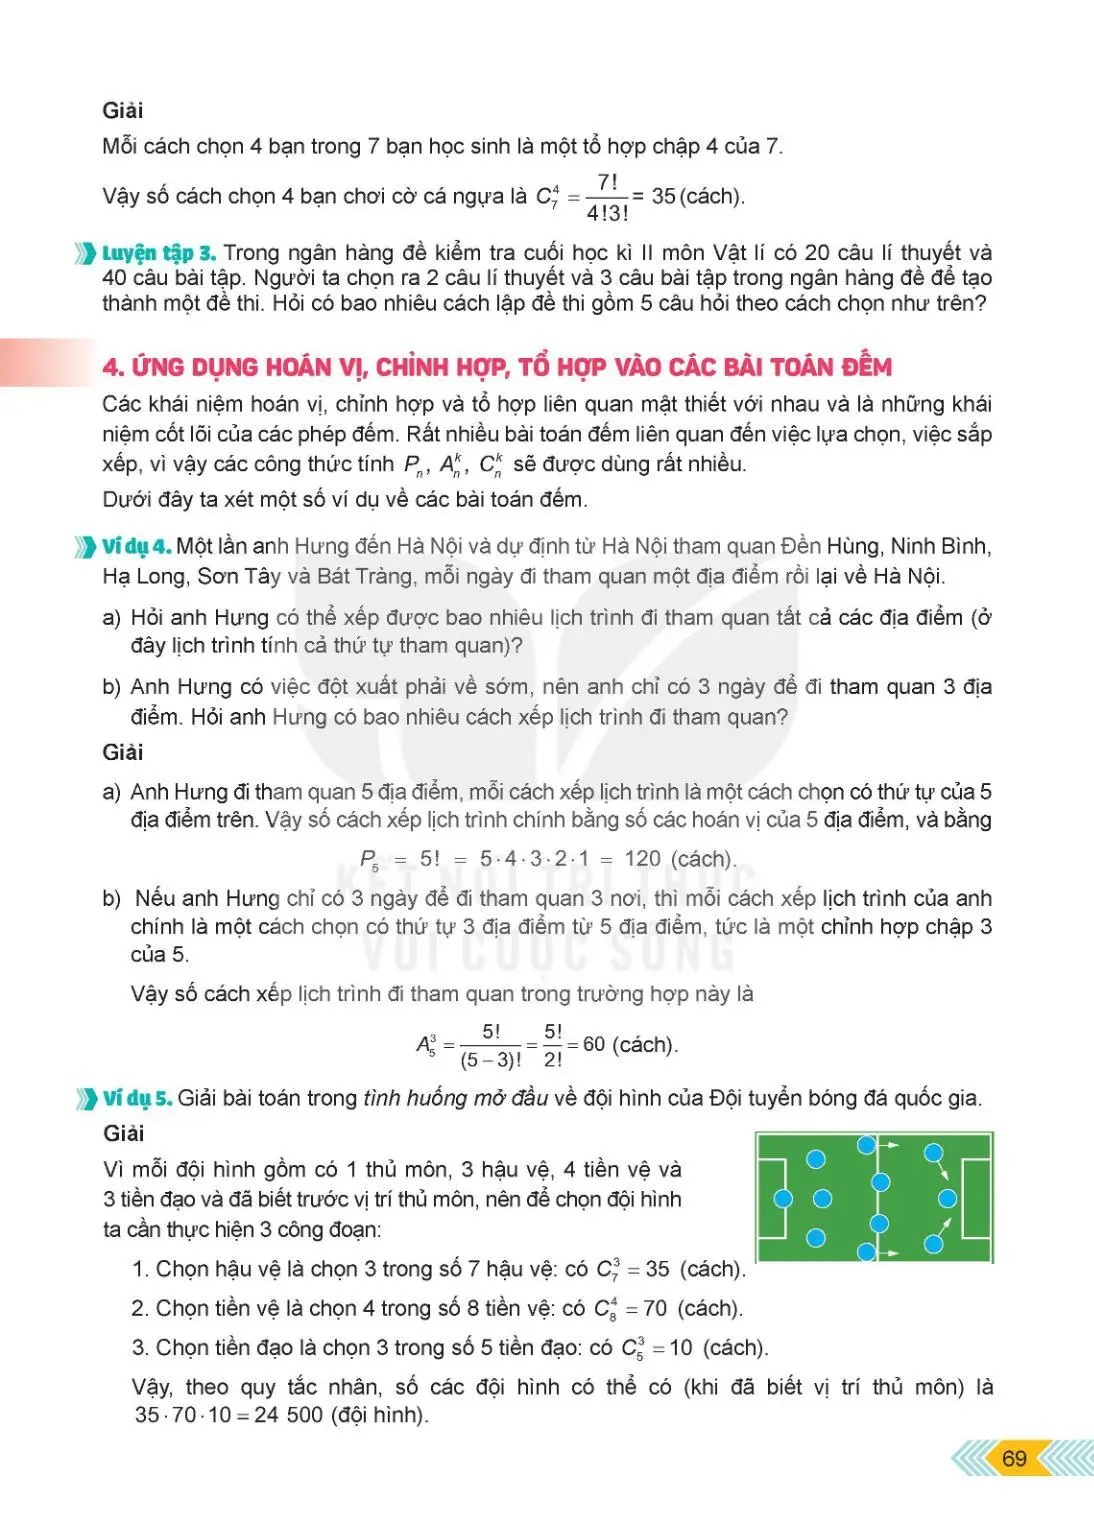 Giải
Mỗi cách chọn 4 bạn trong 7 bạn học sinh là một tổ hợp chập 4 của 7.
Vậy số cách chọn 4 bạn chơi cờ cá ngựa là $C_7^4 = \frac{7!}{4!3!} = 35$ (cách).
Luyện tập 3. Trong ngân hàng đề kiểm tra cuối học kì II môn Vật lí có 20 câu lí thuyết và
40 câu bài tập. Người ta chọn ra 2 câu lí thuyết và 3 câu bài tập trong ngân hàng đề để tạo
thành một đề thi. Hỏi có bao nhiêu cách lập đề thi gồm 5 câu hỏi theo cách chọn như trên?
4. ỨNG DỤNG HOÁN VỊ, CHỈNH HỢP, TỔ HỢP VÀO CÁC BÀI TOÁN ĐẾM
Các khái niệm hoán vị, chỉnh hợp và tổ hợp liên quan mật thiết với nhau và là những khái
niệm cốt lõi của các phép đếm. Rất nhiều bài toán đếm liên quan đến việc lựa chọn, việc sắp
xếp, vì vậy các công thức tính $P_n$, $A_n^k$, $C_n^k$ sẽ được dùng rất nhiều.
Dưới đây ta xét một số ví dụ về các bài toán đếm.
Ví dụ 4. Một lần anh Hưng đến Hà Nội và dự định từ Hà Nội tham quan Đền Hùng, Ninh Bình,
Hạ Long, Sơn Tây và Bát Tràng, mỗi ngày đi tham quan một địa điểm rồi lại về Hà Nội.
a) Hỏi anh Hưng có thể xếp được bao nhiêu lịch trình đi tham quan tất cả các địa điểm (ở
đây lịch trình tính cả thứ tự tham quan)?
b) Anh Hưng có việc đột xuất phải về sớm, nên anh chỉ có 3 ngày để đi tham quan 3 địa
điểm. Hỏi anh Hưng có bao nhiêu cách xếp lịch trình đi tham quan?
Giải
a) Anh Hưng đi tham quan 5 địa điểm, mỗi cách xếp lịch trình là một cách chọn có thứ tự của 5
địa điểm trên. Vậy số cách xếp lịch trình chính bằng số các hoán vị của 5 địa điểm, và bằng
$P_5 = 5! = 5 \cdot 4 \cdot 3 \cdot 2 \cdot 1 = 120$ (cách).
b) Nếu anh Hưng chỉ có 3 ngày để đi tham quan 3 nơi, thì mỗi cách xếp lịch trình của anh
chính là một cách chọn có thứ tự 3 địa điểm từ 5 địa điểm, tức là một chỉnh hợp chập 3
của 5.
Vậy số cách xếp lịch trình đi tham quan trong trường hợp này là
$A_5^3 = \frac{5!}{(5-3)!} = \frac{5!}{2!} = 60$ (cách).
KẾT NỐI TRI THỨC
VỚI CUỘC SỐNG
Ví dụ 5. Giải bài toán trong tình huống mở đầu về đội hình của Đội tuyển bóng đá quốc gia.
Giải
Vì mỗi đội hình gồm có 1 thủ môn, 3 hậu vệ, 4 tiền vệ và
3 tiền đạo và đã biết trước vị trí thủ môn, nên để chọn đội hình
ta cần thực hiện 3 công đoạn:
1. Chọn hậu vệ là chọn 3 trong số 7 hậu vệ: có $C_7^3 = 35$ (cách).
2. Chọn tiền vệ là chọn 4 trong số 8 tiền vệ: có $C_8^4 = 70$ (cách).
3. Chọn tiền đạo là chọn 3 trong số 5 tiền đạo: có $C_5^3 = 10$ (cách).
Vậy, theo quy tắc nhân, số các đội hình có thể có (khi đã biết vị trí thủ môn) là
35·70·10 = 24 500 (đội hình).
69